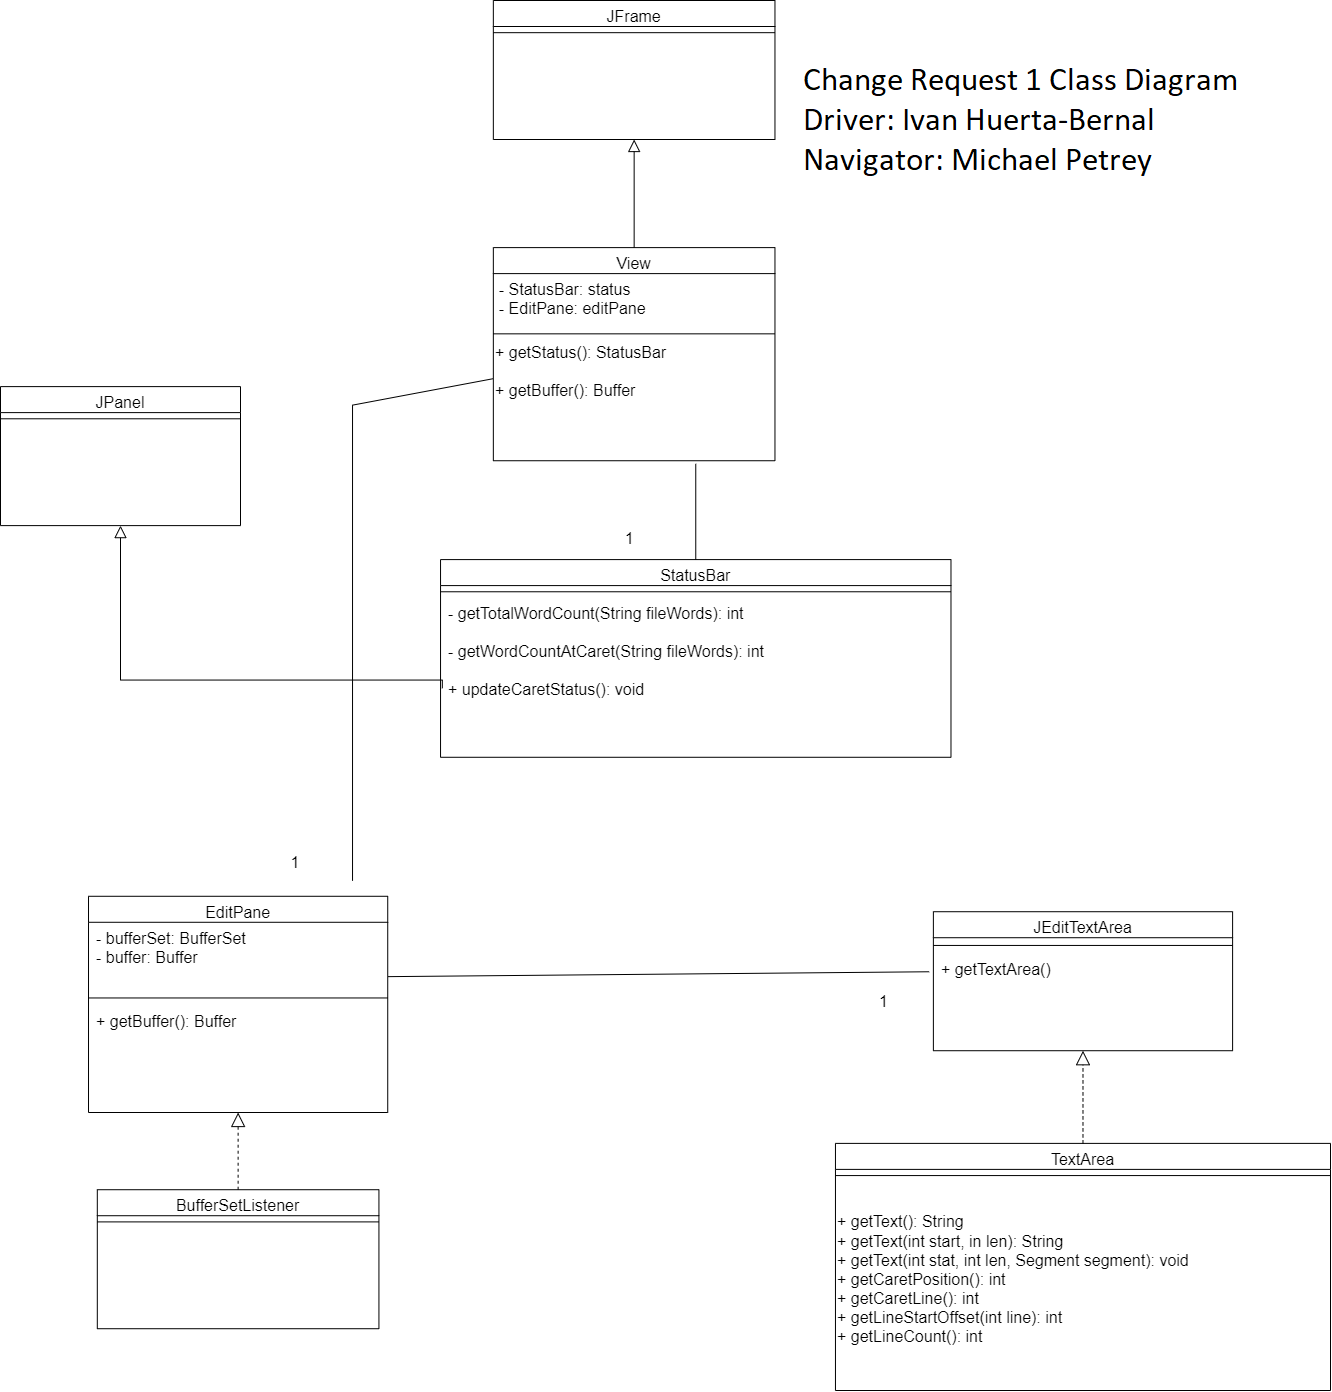 JFrame
Change Request 1 Class Diagram
Driver: Ivan Huerta-Bernal
Navigator: Michael Petrey
View
- StatusBar: status
- EditPane: editPane
+ getStatus(): StatusBar
+ getBuffer(): Buffer
JPanel
1
StatusBar
- getTotalWordCount(String fileWords): int
- getWordCountAtCaret(String fileWords): int
+ updateCaretStatus(): void
1
EditPane
- bufferSet: BufferSet
- buffer: Buffer
+ getBuffer(): Buffer
JEditTextArea
+ getTextArea()
1
BufferSetListener
TextArea
+ getText(): String
+ getText(int start, in len): String
+ getText(int stat, int len, Segment segment): void
+ getCaretPosition(): int
+ getCaretLine(): int
+ getLineStartOffset(int line): int
+ getLineCount(): int